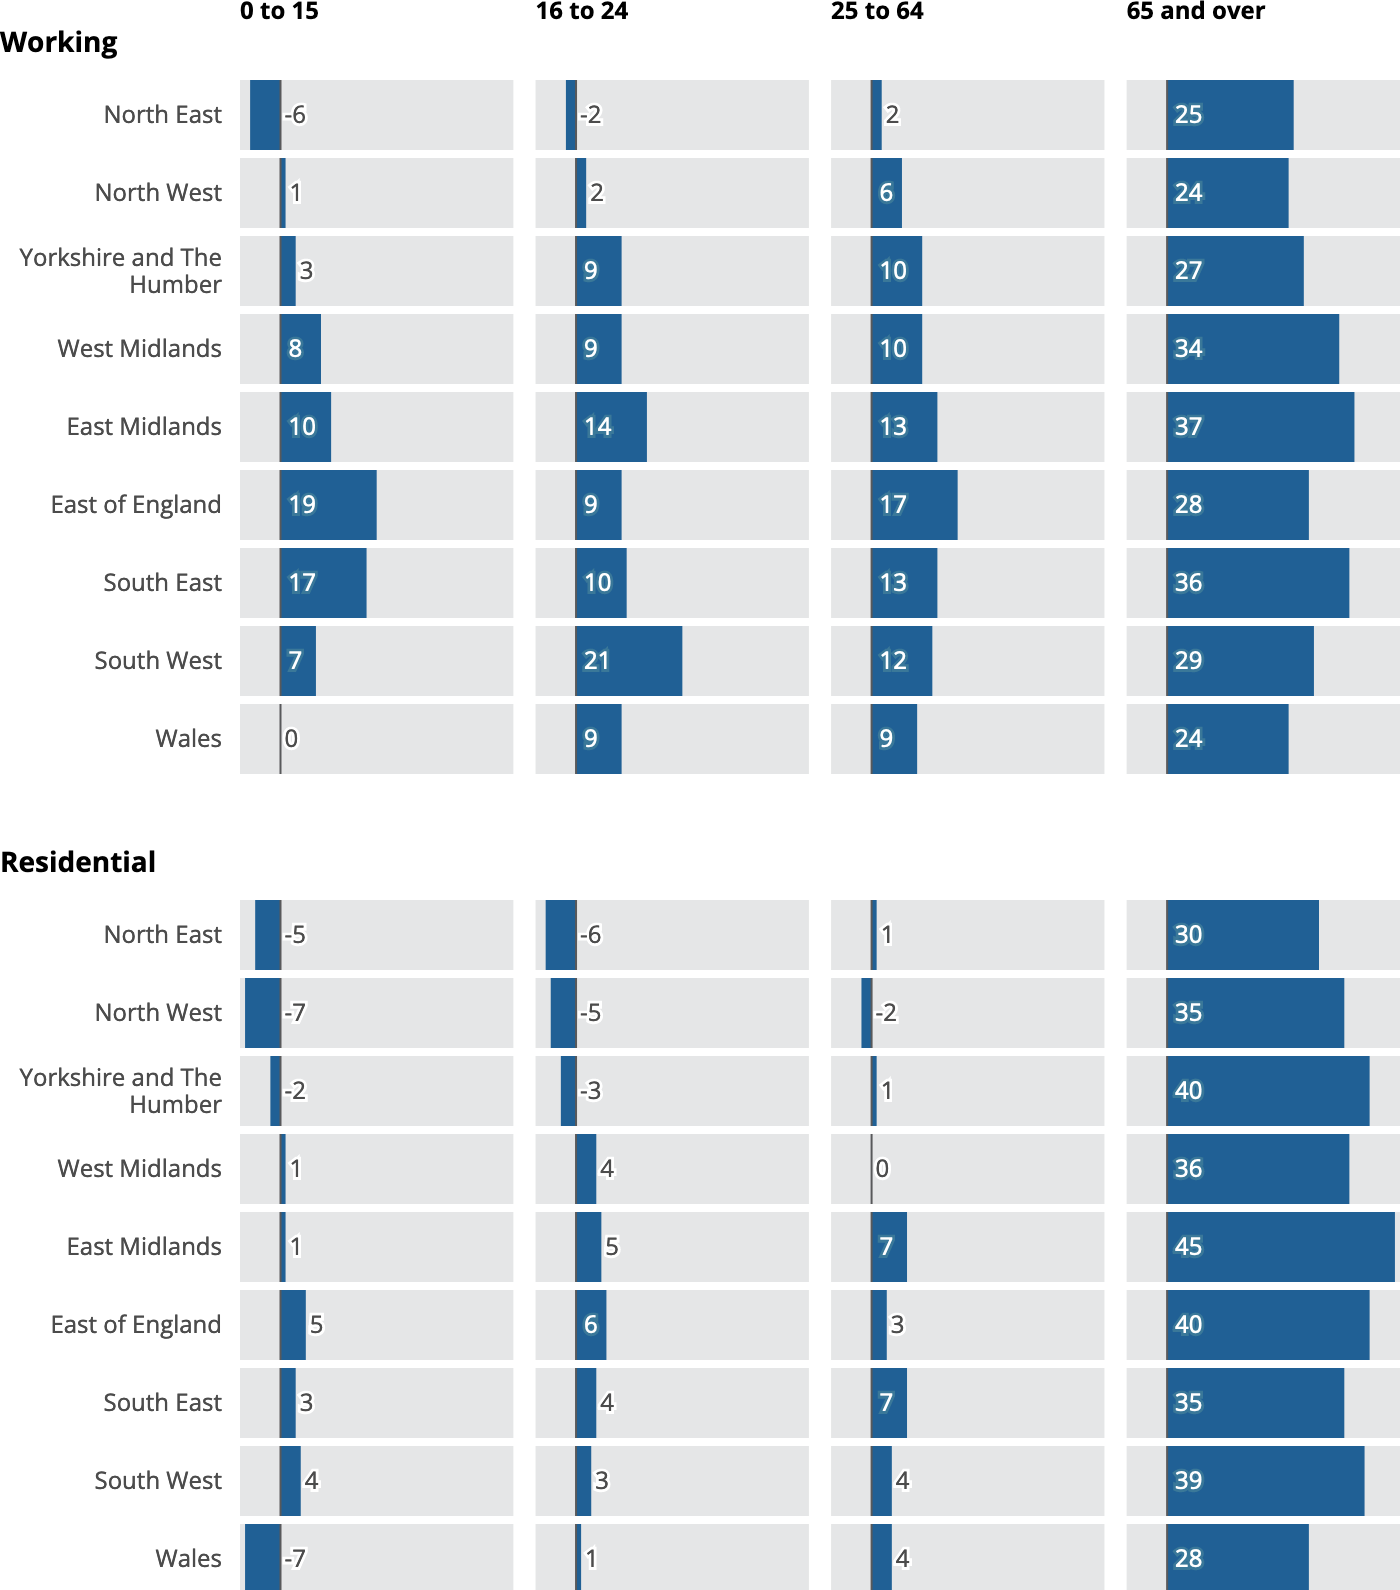 0 to 15 16 to 24 25 to 64 65 and over
Working
North East -6 -2 2 25
North West 1 2 6 24
Yorkshire and The
Humber 3 9 10 27
West Midlands 8 9 10 34
East Midlands 10 14 13 37
East of England 19 9 17 28
South East 17 10 13 36
South West 7 21 12 29
Wales 0 9 9 24
Residential
North East -5 -6 1 30
North West -7 -5 -2 35
Yorkshire and The
Humber -2 -3 1 40
West Midlands 1 4 0 36
East Midlands 1 5 7 45
East of England 5 6 3 40
South East 3 4 7 35
South West 4 3 4 39
Wales -7 1 4 28